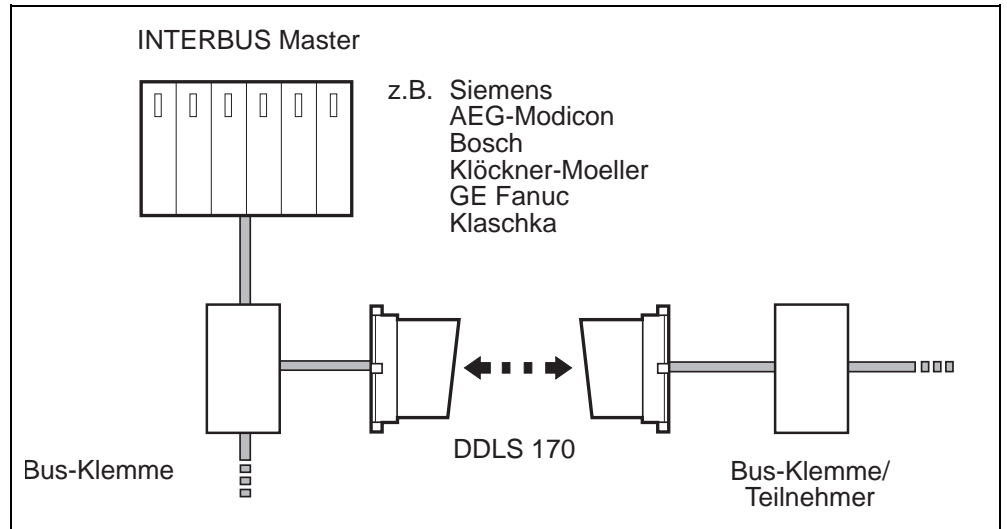 INTERBUS Master
z.B. Siemens
AEG-Modicon
Bosch
Klöckner-Moeller
GE Fanuc
Klaschka
DDLS 170
Bus-Klemme
Bus-Klemme/
Teilnehmer